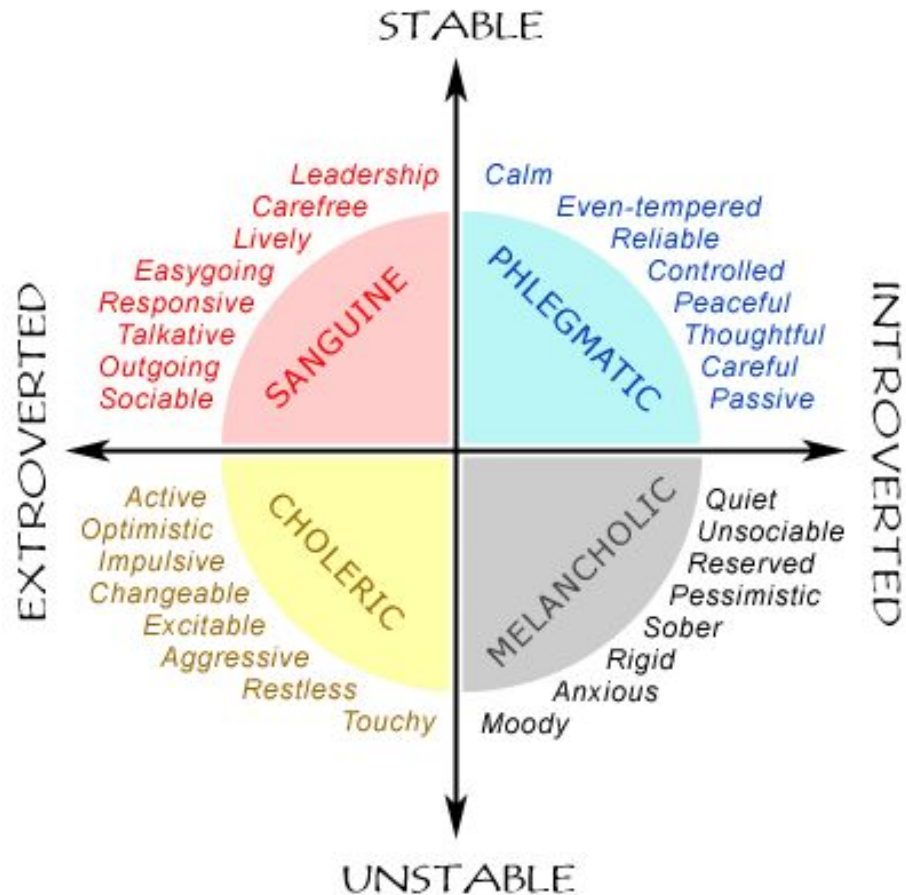 STABLE
Leadership
Carefree
Lively
Easygoing
Responsive
Talkative
Outgoing
Sociable
SANGUINE
Calm
Even-tempered
Reliable
Controlled
Peaceful
Thoughtful
Careful
Passive
PHLEGMATIC
EXTROVERTED
INTROVERTED
Active
Optimistic
Impulsive
Changeable
Excitable
Aggressive
Restless
Touchy
CHOLERIC
Quiet
Unsociable
Reserved
Pessimistic
Sober
Rigid
Anxious
Moody
MELANCHOLIC
UNSTABLE